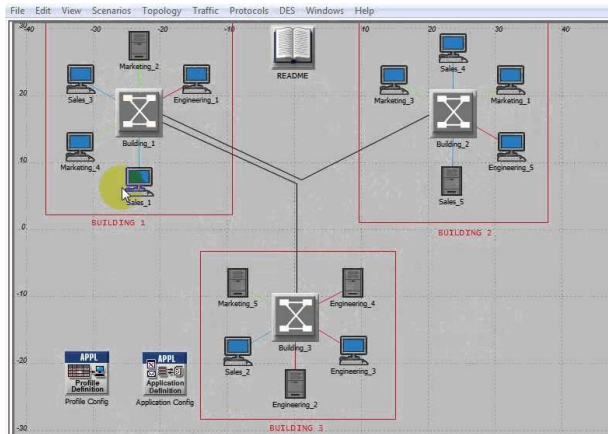 File Edit View Scenarios Topology Traffic Protocols DES Windows Help
30 -40 -30 -20 -10 0 10 20 30 40
Marketing_2
README
Sales_4
Sales_3
Engineering_1
Marketing_3
Marketing_1
20
Building_1
Building_2
10
Marketing_4
Engineering_5
Sales_1
Sales_5
BUILDING 1
0
BUILDING 2
-10
Marketing_5
Engineering_4
Building_3
APPL
Profile
Definition
Profile Config
APPL
Application
Definition
Application Config
-20
Sales_2
Engineering_3
Engineering_2
BUILDING 3
-30